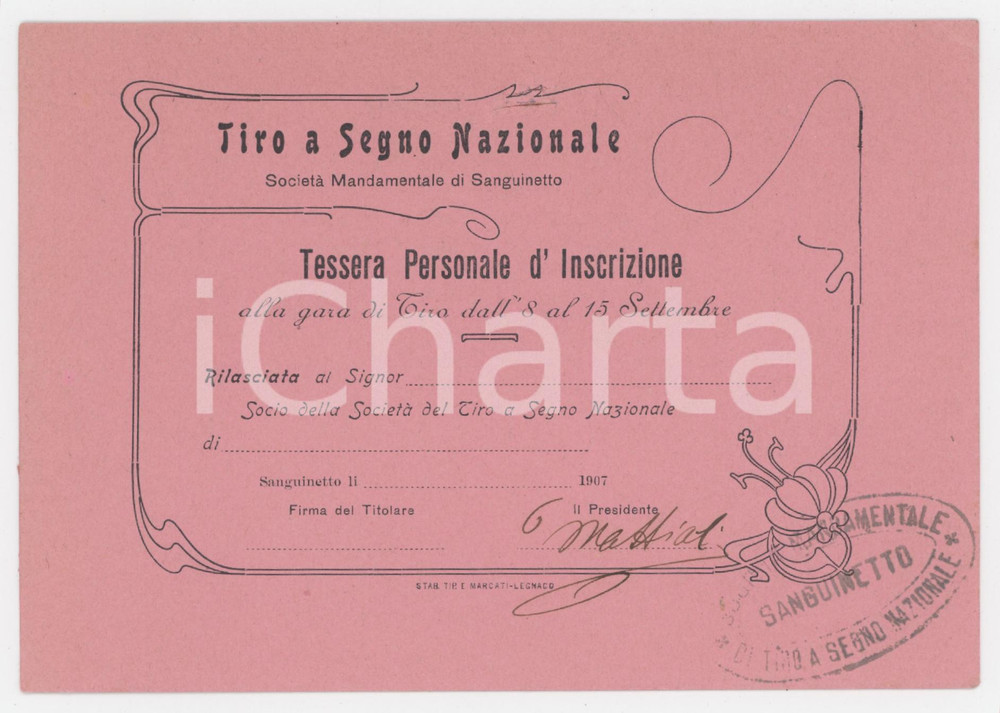 Tiro a Segno Nazionale
Società Mandamentale di Sanguinetto
Tessera Personale d' Inscrizione
alla gara di Tiro dall' 8 al 15 Settembre
iCharta
Rilasciata al Signor
Socio della Società del Tiro a Segno Nazionale
di
Sanguinetto li 1907
Firma del Titolare Il Presidente
Mattioli
STAB. TIP. E MARCATI-LEGNAGO
MANDAMENTALE
SANGUINETTO
DI TIRO A SEGNO NAZIONALE